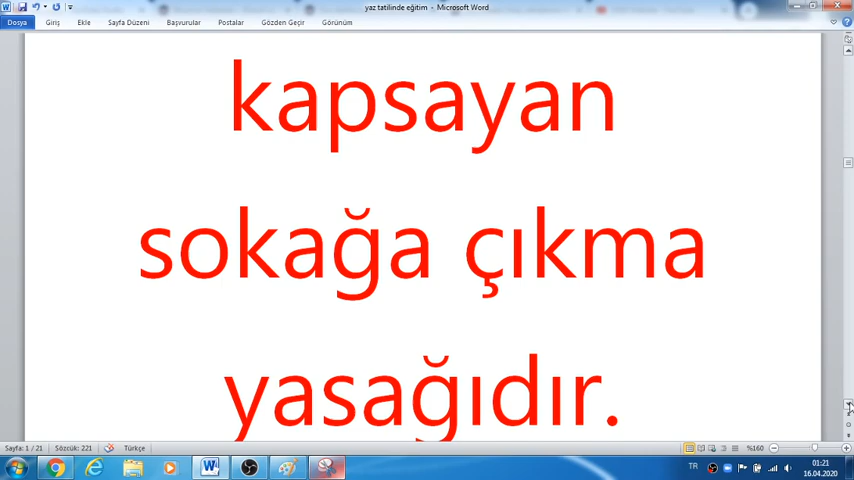 yaz tatilinde eğitim - Microsoft Word
Dosya Giriş Ekle Sayfa Düzeni Başvurular Postalar Gözden Geçir Görünüm
kapsayan
sokağa çıkma
yasağıdır.
Sayfa: 1 / 21 Sözcük: 221 Türkçe %160
TR 01:21
16.04.2020